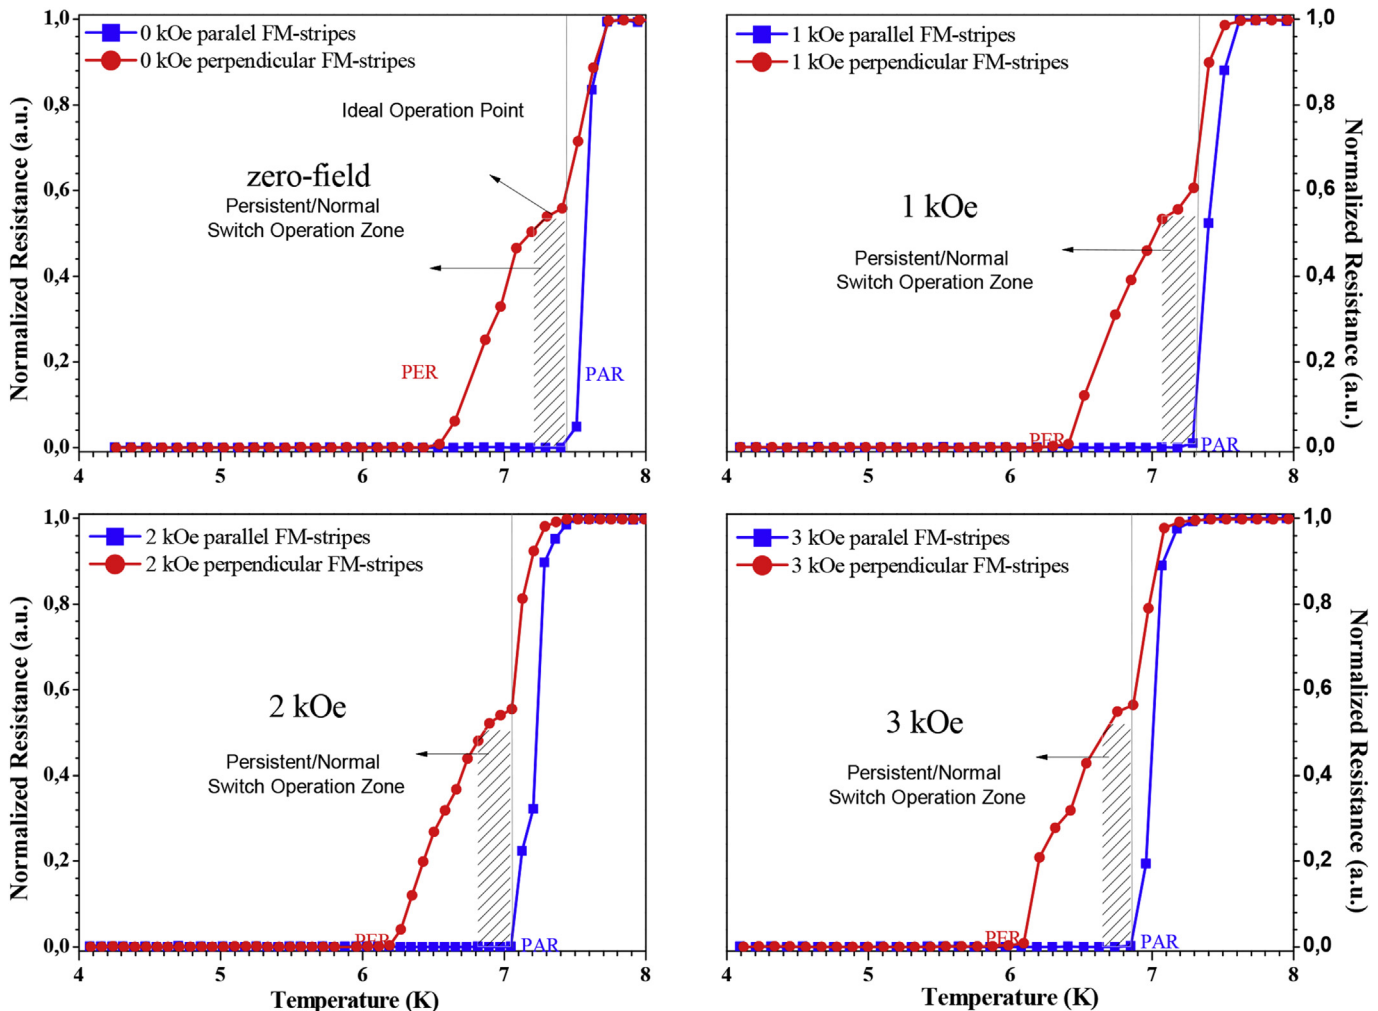 1,0
0,8
0,6
0,4
0,2
0,0
Normalized Resistance (a.u.)
0 kOe paralel FM-stripes
0 kOe perpendicular FM-stripes
Ideal Operation Point
zero-field
Persistent/Normal
Switch Operation Zone
PER
PAR
4
5
6
7
8
1 kOe parallel FM-stripes
1 kOe perpendicular FM-stripes
1 kOe
Persistent/Normal
Switch Operation Zone
PER
PAR
4
5
6
7
8
1,0
0,8
0,6
0,4
0,2
0,0
Normalized Resistance (a.u.)
1,0
0,8
0,6
0,4
0,2
0,0
Normalized Resistance (a.u.)
2 kOe parallel FM-stripes
2 kOe perpendicular FM-stripes
2 kOe
Persistent/Normal
Switch Operation Zone
PER
PAR
4
5
6
7
8
Temperature (K)
3 kOe paralel FM-stripes
3 kOe perpendicular FM-stripes
3 kOe
Persistent/Normal
Switch Operation Zone
PER
PAR
4
5
6
7
8
Temperature (K)
1,0
0,8
0,6
0,4
0,2
0,0
Normalized Resistance (a.u.)